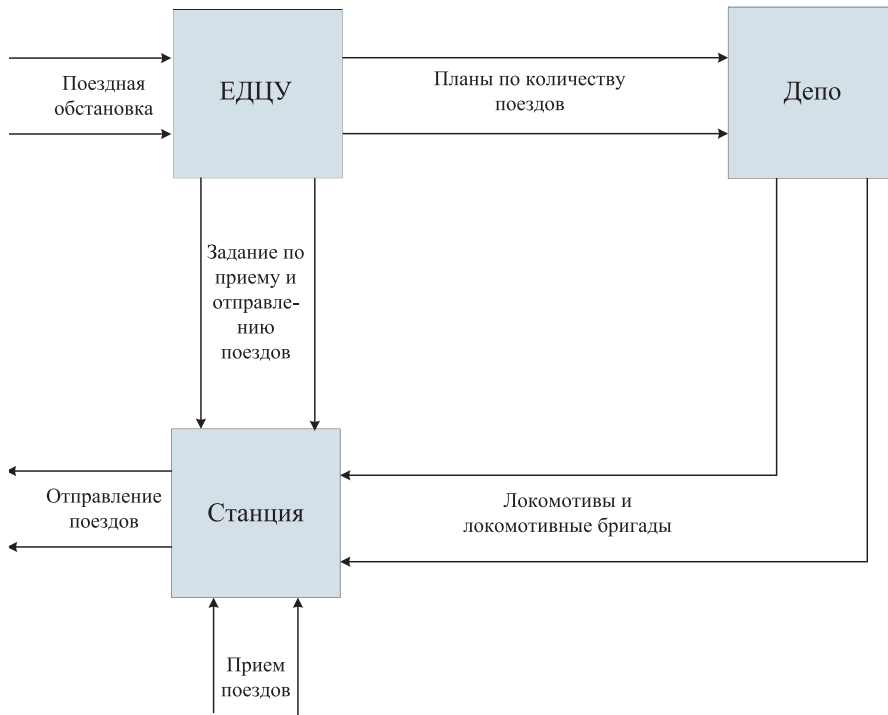 Поездная
обстановка
ЕДЦУ
Планы по количеству
поездов
Депо
Задание по
приему и
отправле-
нию
поездов
Отправление
поездов
Станция
Локомотивы и
локомотивные бригады
Прием
поездов